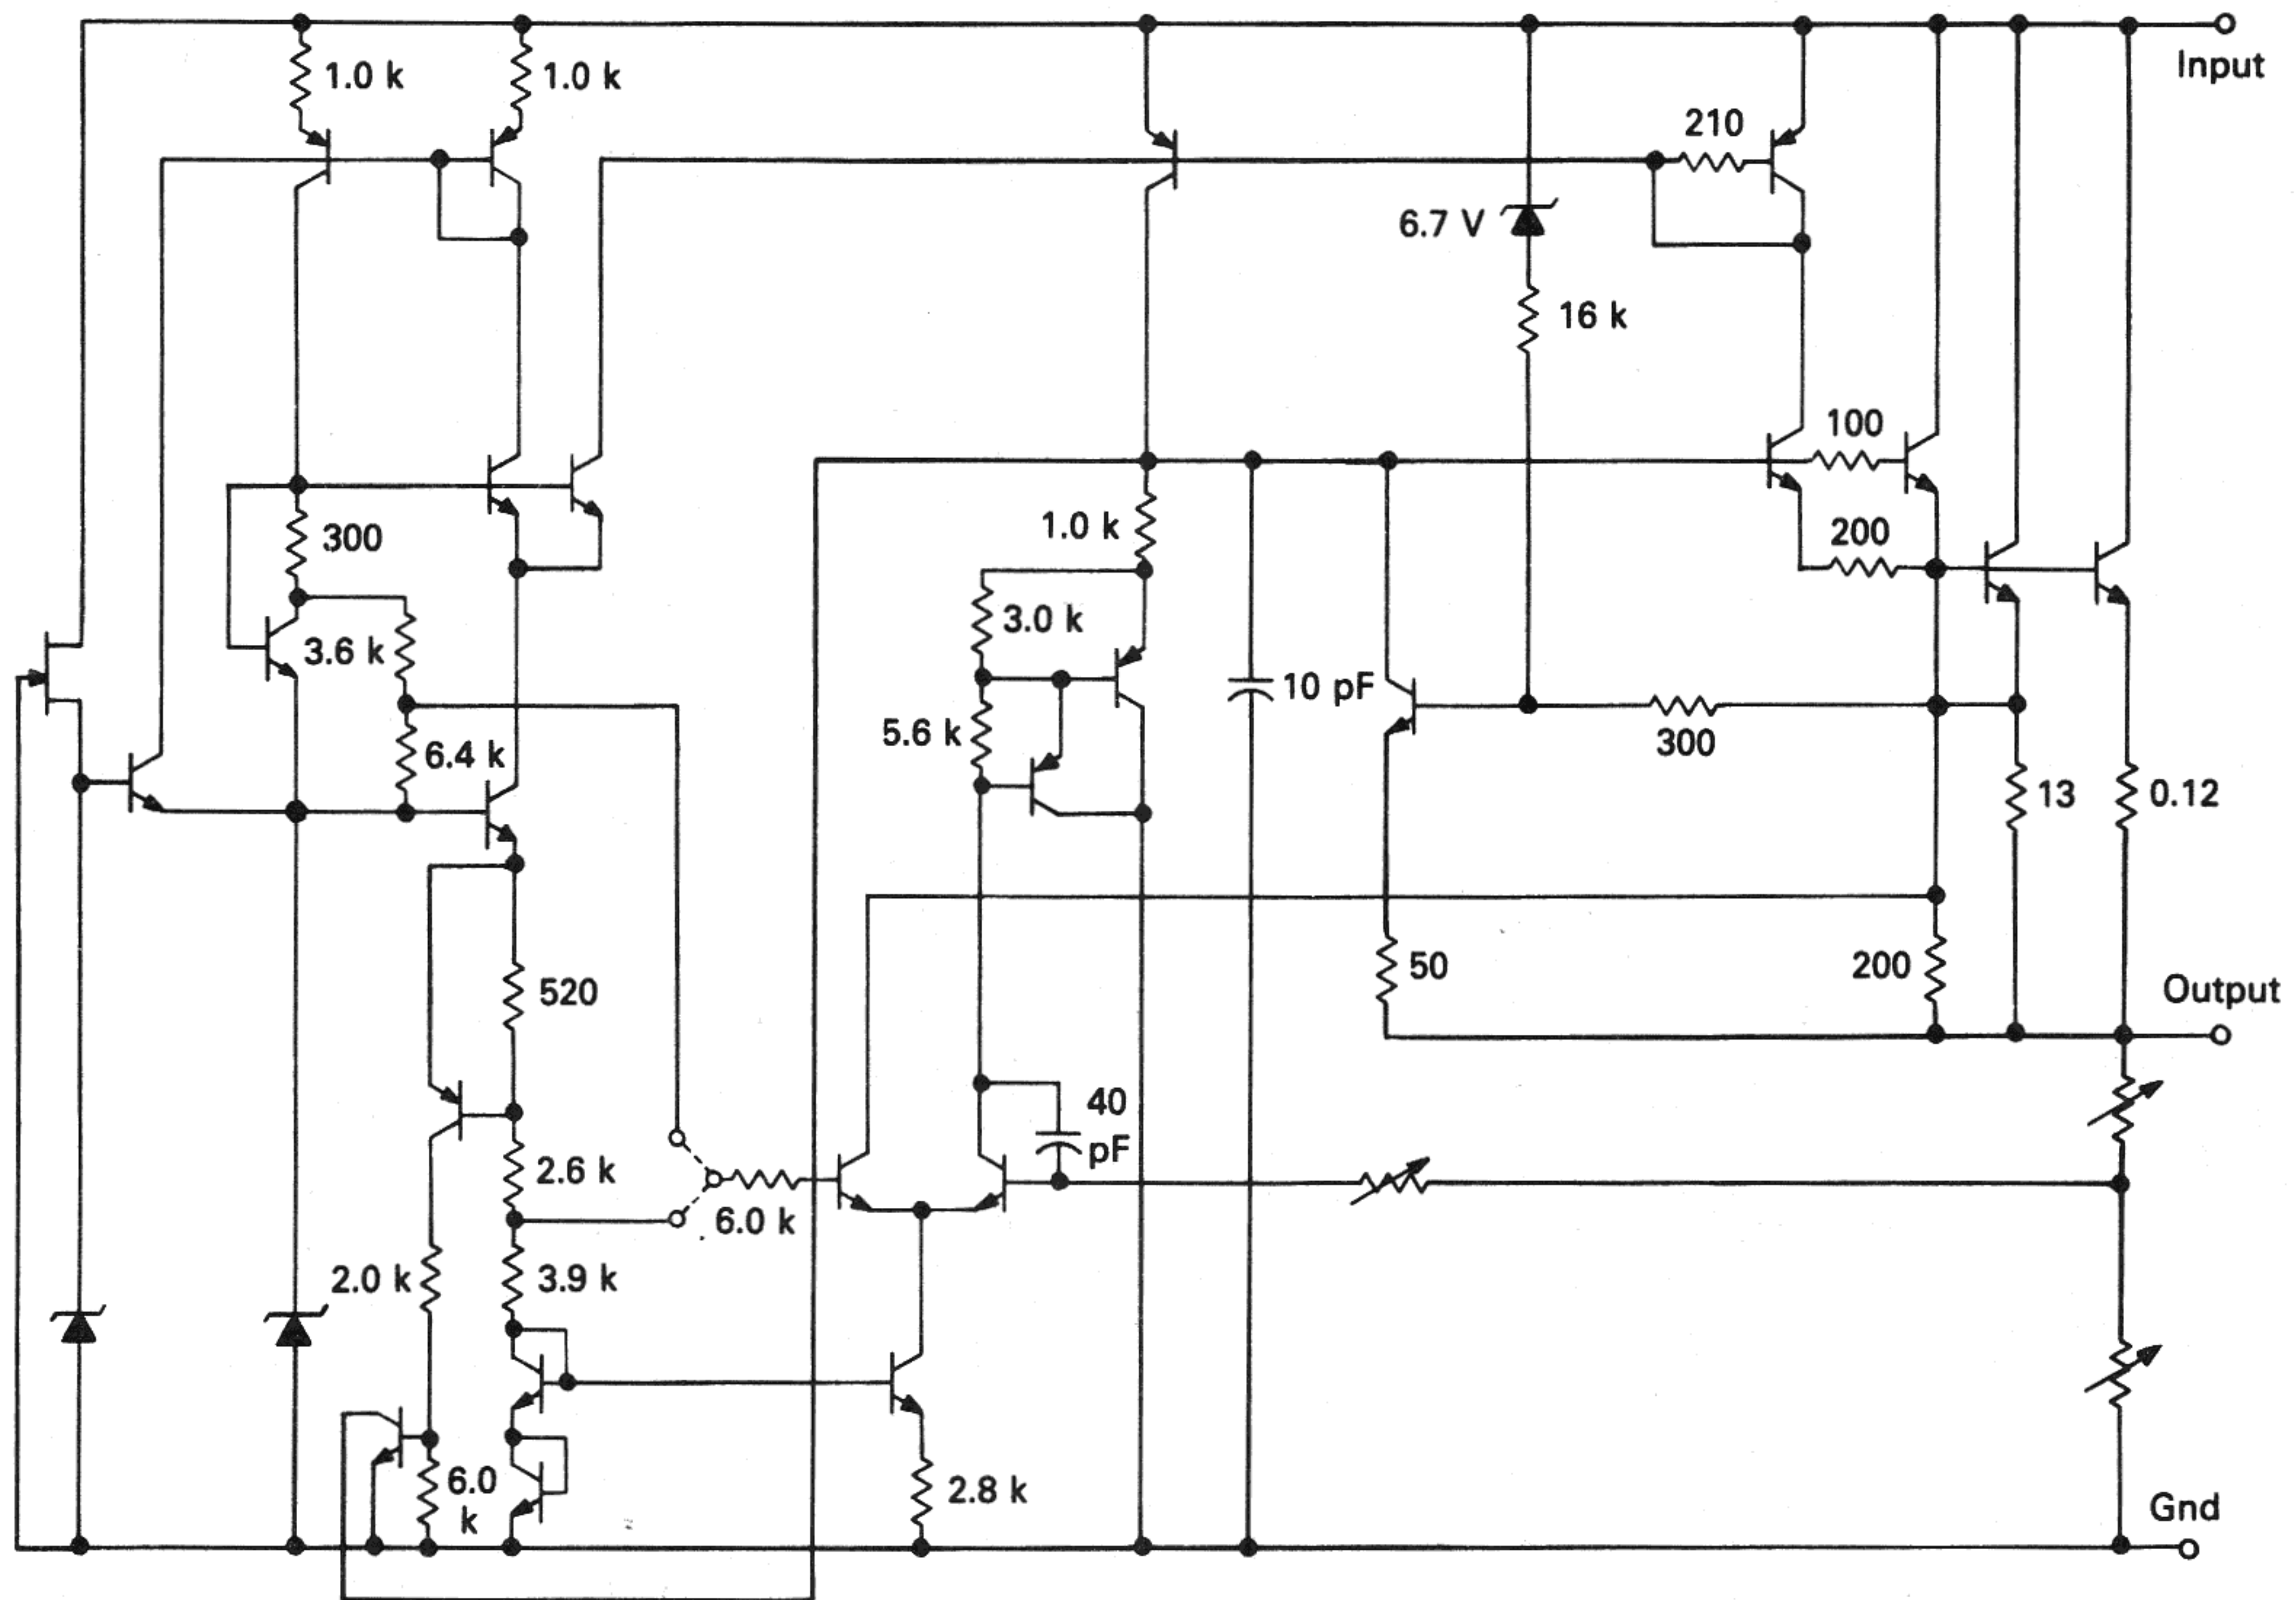 Input
1.0 k
1.0 k
210
6.7 V
16 k
100
1.0 k
200
300
3.0 k
3.6 k
10 pF
5.6 k
300
6.4 k
13
0.12
50
200
Output
520
40
pF
2.6 k
6.0 k
2.0 k
3.9 k
6.0
k
2.8 k
Gnd